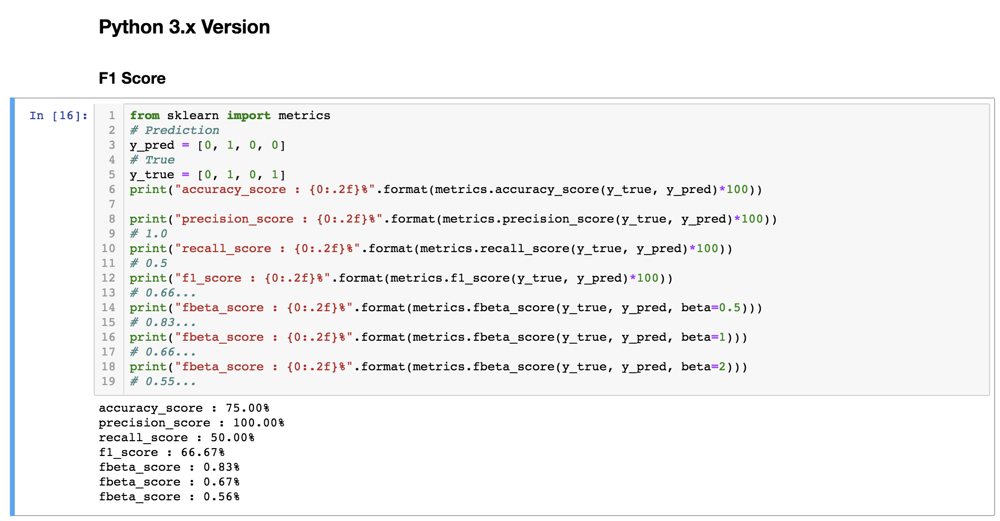 Python 3.x Version
F1 Score
In [16]:
1 from sklearn import metrics
2 # Prediction
3 y_pred = [0, 1, 0, 0]
4 # True
5 y_true = [0, 1, 0, 1]
6 print("accuracy_score : {0:.2f}%".format(metrics.accuracy_score(y_true, y_pred)*100))
7
8 print("precision_score : {0:.2f}%".format(metrics.precision_score(y_true, y_pred)*100))
9 # 1.0
10 print("recall_score : {0:.2f}%".format(metrics.recall_score(y_true, y_pred)*100))
11 # 0.5
12 print("f1_score : {0:.2f}%".format(metrics.f1_score(y_true, y_pred)*100))
13 # 0.66...
14 print("fbeta_score : {0:.2f}%".format(metrics.fbeta_score(y_true, y_pred, beta=0.5)))
15 # 0.83...
16 print("fbeta_score : {0:.2f}%".format(metrics.fbeta_score(y_true, y_pred, beta=1)))
17 # 0.66...
18 print("fbeta_score : {0:.2f}%".format(metrics.fbeta_score(y_true, y_pred, beta=2)))
19 # 0.55...
accuracy_score : 75.00%
precision_score : 100.00%
recall_score : 50.00%
f1_score : 66.67%
fbeta_score : 0.83%
fbeta_score : 0.67%
fbeta_score : 0.56%